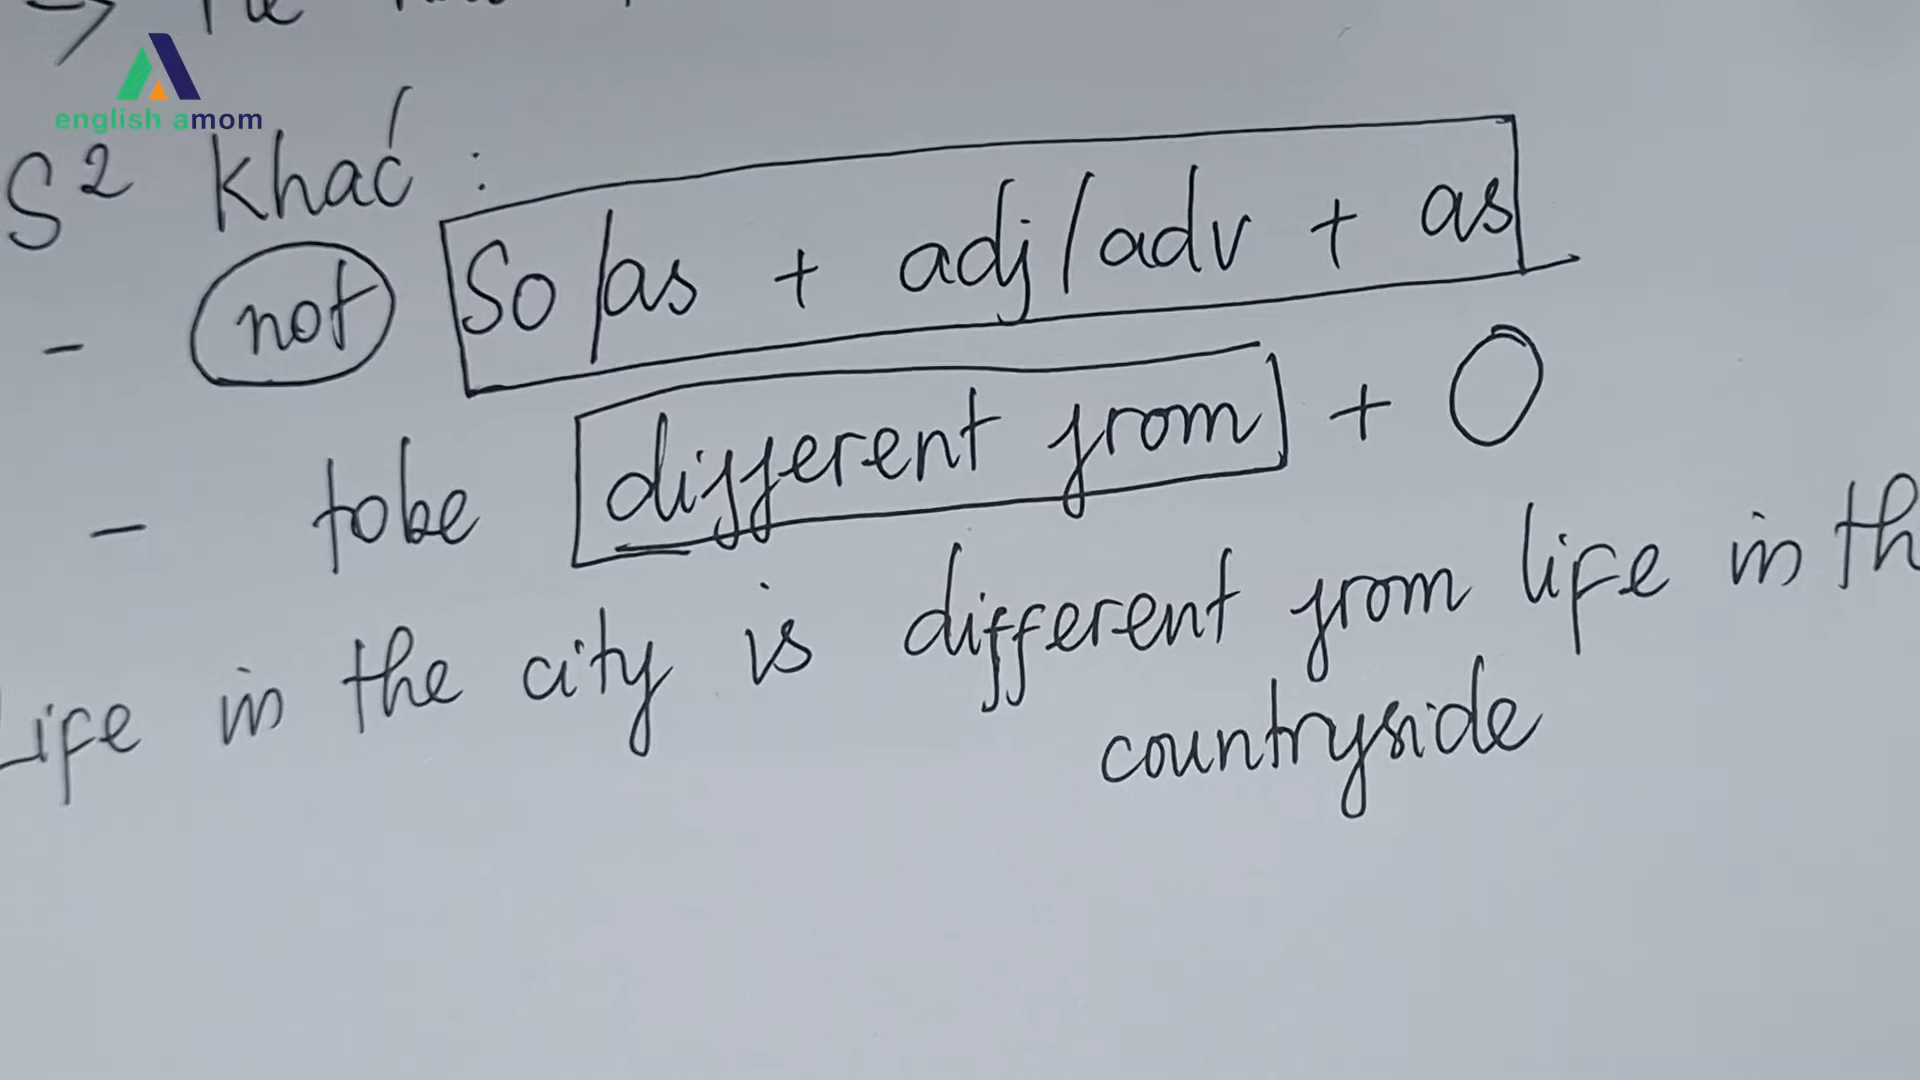 english amom
S² khác :
- not So/as + adj/adv + as
- tobe different from + O
Life in the city is different from life in th
countryside